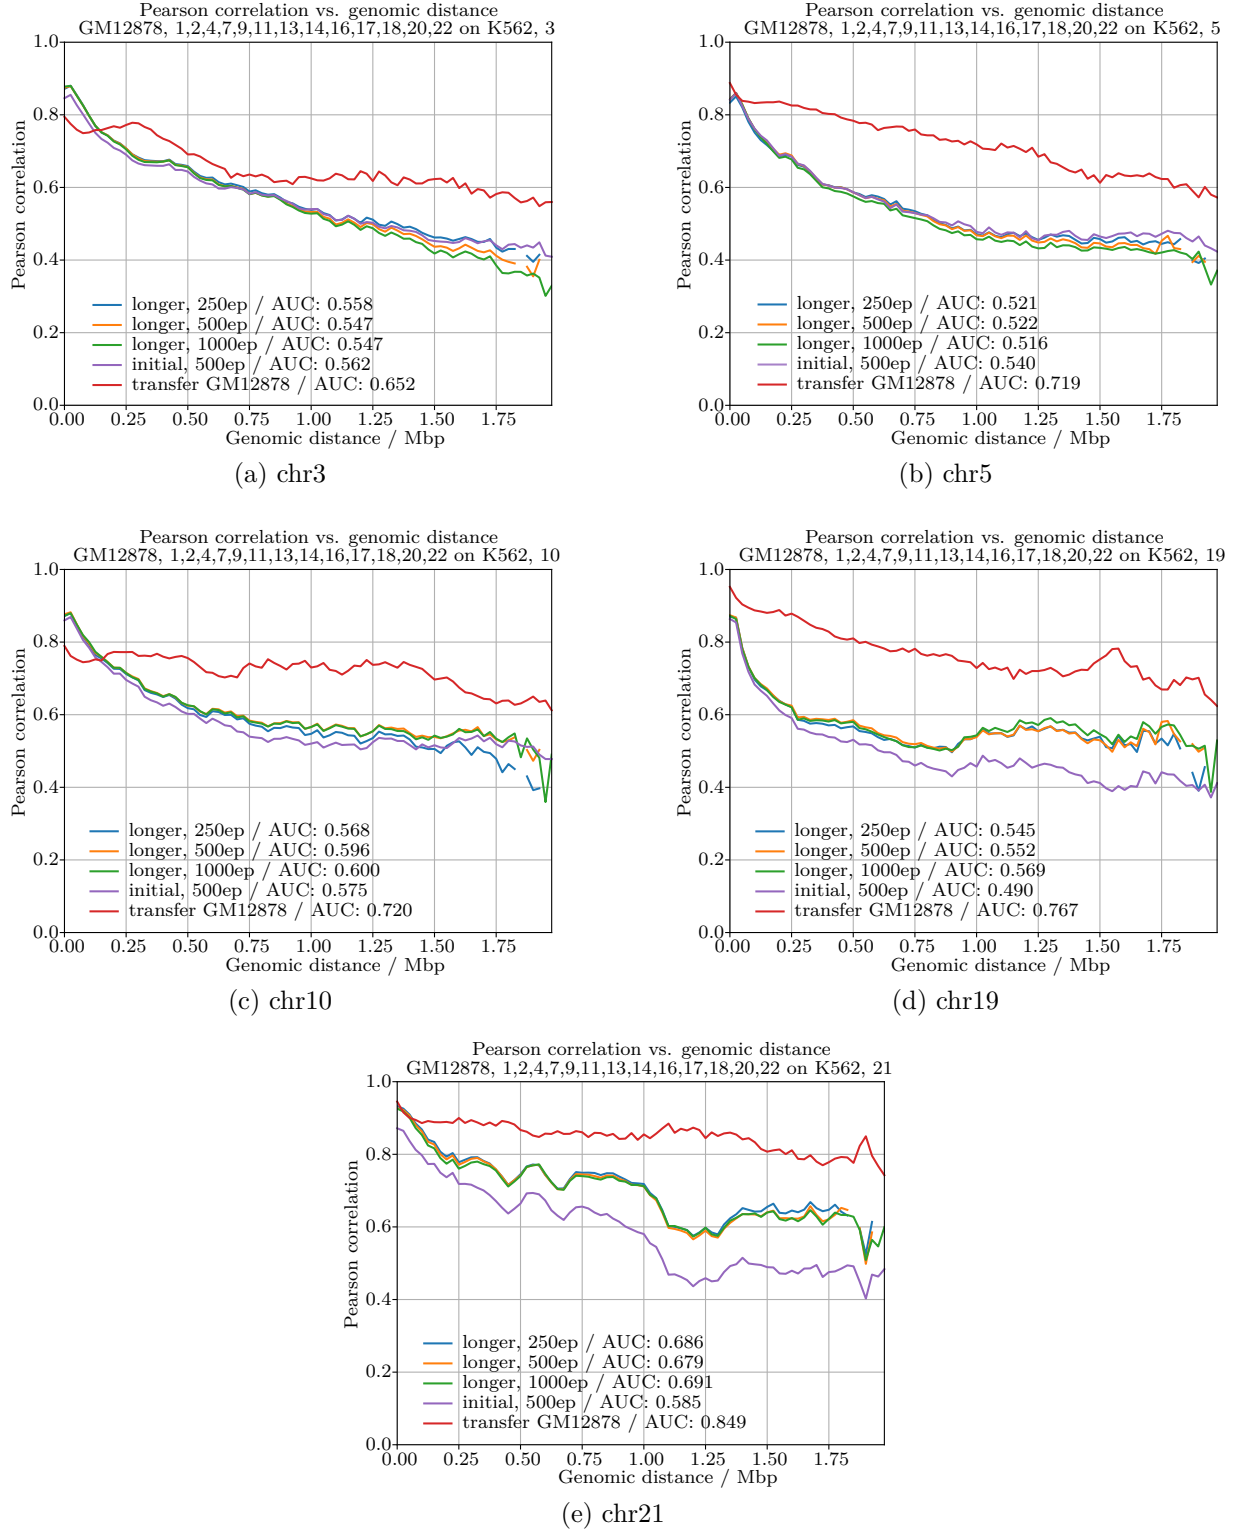 Pearson correlation vs. genomic distance
GM12878, 1,2,4,7,9,11,13,14,16,17,18,20,22 on K562, 3
1.0
0.8
0.6
0.4
0.2
0.0
Pearson correlation
longer, 250ep / AUC: 0.558
longer, 500ep / AUC: 0.547
longer, 1000ep / AUC: 0.547
initial, 500ep / AUC: 0.562
transfer GM12878 / AUC: 0.652
0.00 0.25 0.50 0.75 1.00 1.25 1.50 1.75
Genomic distance / Mbp
(a) chr3
Pearson correlation vs. genomic distance
GM12878, 1,2,4,7,9,11,13,14,16,17,18,20,22 on K562, 5
1.0
0.8
0.6
0.4
0.2
0.0
Pearson correlation
longer, 250ep / AUC: 0.521
longer, 500ep / AUC: 0.522
longer, 1000ep / AUC: 0.516
initial, 500ep / AUC: 0.540
transfer GM12878 / AUC: 0.719
0.00 0.25 0.50 0.75 1.00 1.25 1.50 1.75
Genomic distance / Mbp
(b) chr5
Pearson correlation vs. genomic distance
GM12878, 1,2,4,7,9,11,13,14,16,17,18,20,22 on K562, 10
1.0
0.8
0.6
0.4
0.2
0.0
Pearson correlation
longer, 250ep / AUC: 0.568
longer, 500ep / AUC: 0.596
longer, 1000ep / AUC: 0.600
initial, 500ep / AUC: 0.575
transfer GM12878 / AUC: 0.720
0.00 0.25 0.50 0.75 1.00 1.25 1.50 1.75
Genomic distance / Mbp
(c) chr10
Pearson correlation vs. genomic distance
GM12878, 1,2,4,7,9,11,13,14,16,17,18,20,22 on K562, 19
1.0
0.8
0.6
0.4
0.2
0.0
Pearson correlation
longer, 250ep / AUC: 0.545
longer, 500ep / AUC: 0.552
longer, 1000ep / AUC: 0.569
initial, 500ep / AUC: 0.490
transfer GM12878 / AUC: 0.767
0.00 0.25 0.50 0.75 1.00 1.25 1.50 1.75
Genomic distance / Mbp
(d) chr19
Pearson correlation vs. genomic distance
GM12878, 1,2,4,7,9,11,13,14,16,17,18,20,22 on K562, 21
1.0
0.8
0.6
0.4
0.2
0.0
Pearson correlation
longer, 250ep / AUC: 0.686
longer, 500ep / AUC: 0.679
longer, 1000ep / AUC: 0.691
initial, 500ep / AUC: 0.585
transfer GM12878 / AUC: 0.849
0.00 0.25 0.50 0.75 1.00 1.25 1.50 1.75
Genomic distance / Mbp
(e) chr21